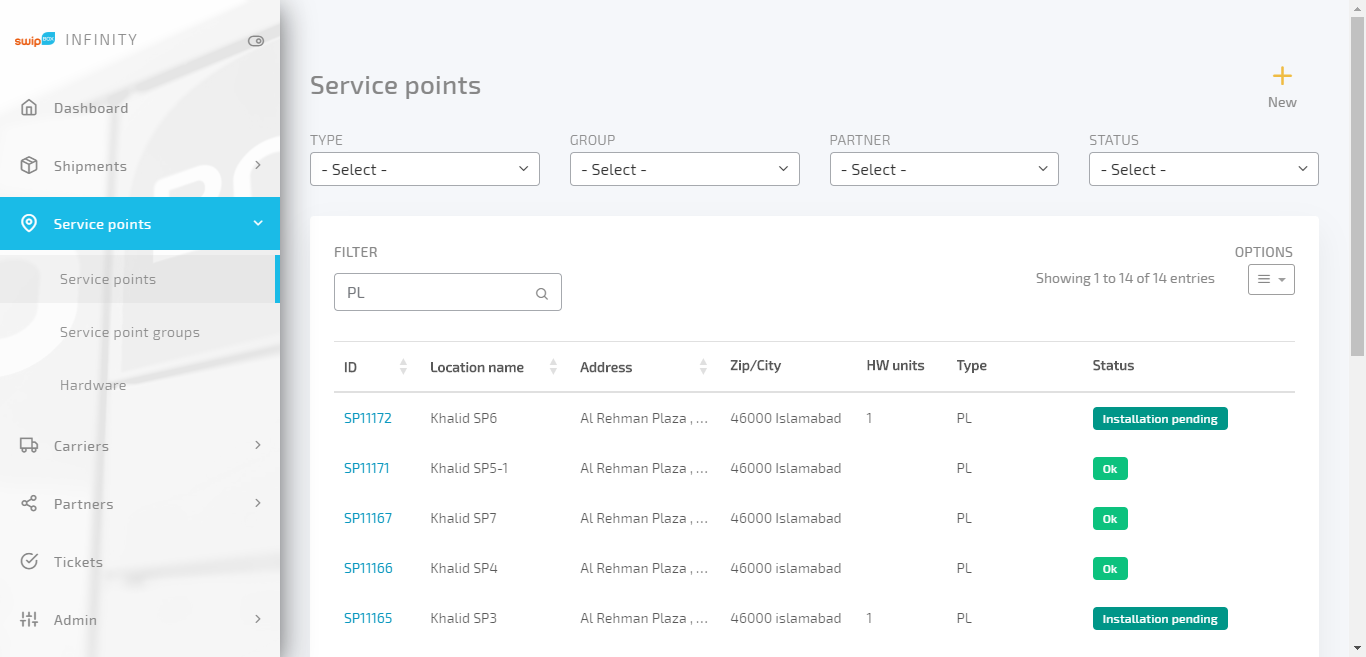 swip BOX INFINITY
Dashboard
Shipments
Service points
Service points
Service point groups
Hardware
Carriers
Partners
Tickets
Admin
Service points
New
TYPE GROUP PARTNER STATUS
- Select - - Select - - Select - - Select -
FILTER OPTIONS
PL Showing 1 to 14 of 14 entries
ID Location name Address Zip/City HW units Type Status
SP11172 Khalid SP6 Al Rehman Plaza , ... 46000 Islamabad 1 PL Installation pending
SP11171 Khalid SP5-1 Al Rehman Plaza , ... 46000 Islamabad PL Ok
SP11167 Khalid SP7 Al Rehman Plaza , ... 46000 Islamabad PL Ok
SP11166 Khalid SP4 Al Rehman Plaza , ... 46000 islamabad PL Ok
SP11165 Khalid SP3 Al Rehman Plaza , ... 46000 islamabad 1 PL Installation pending